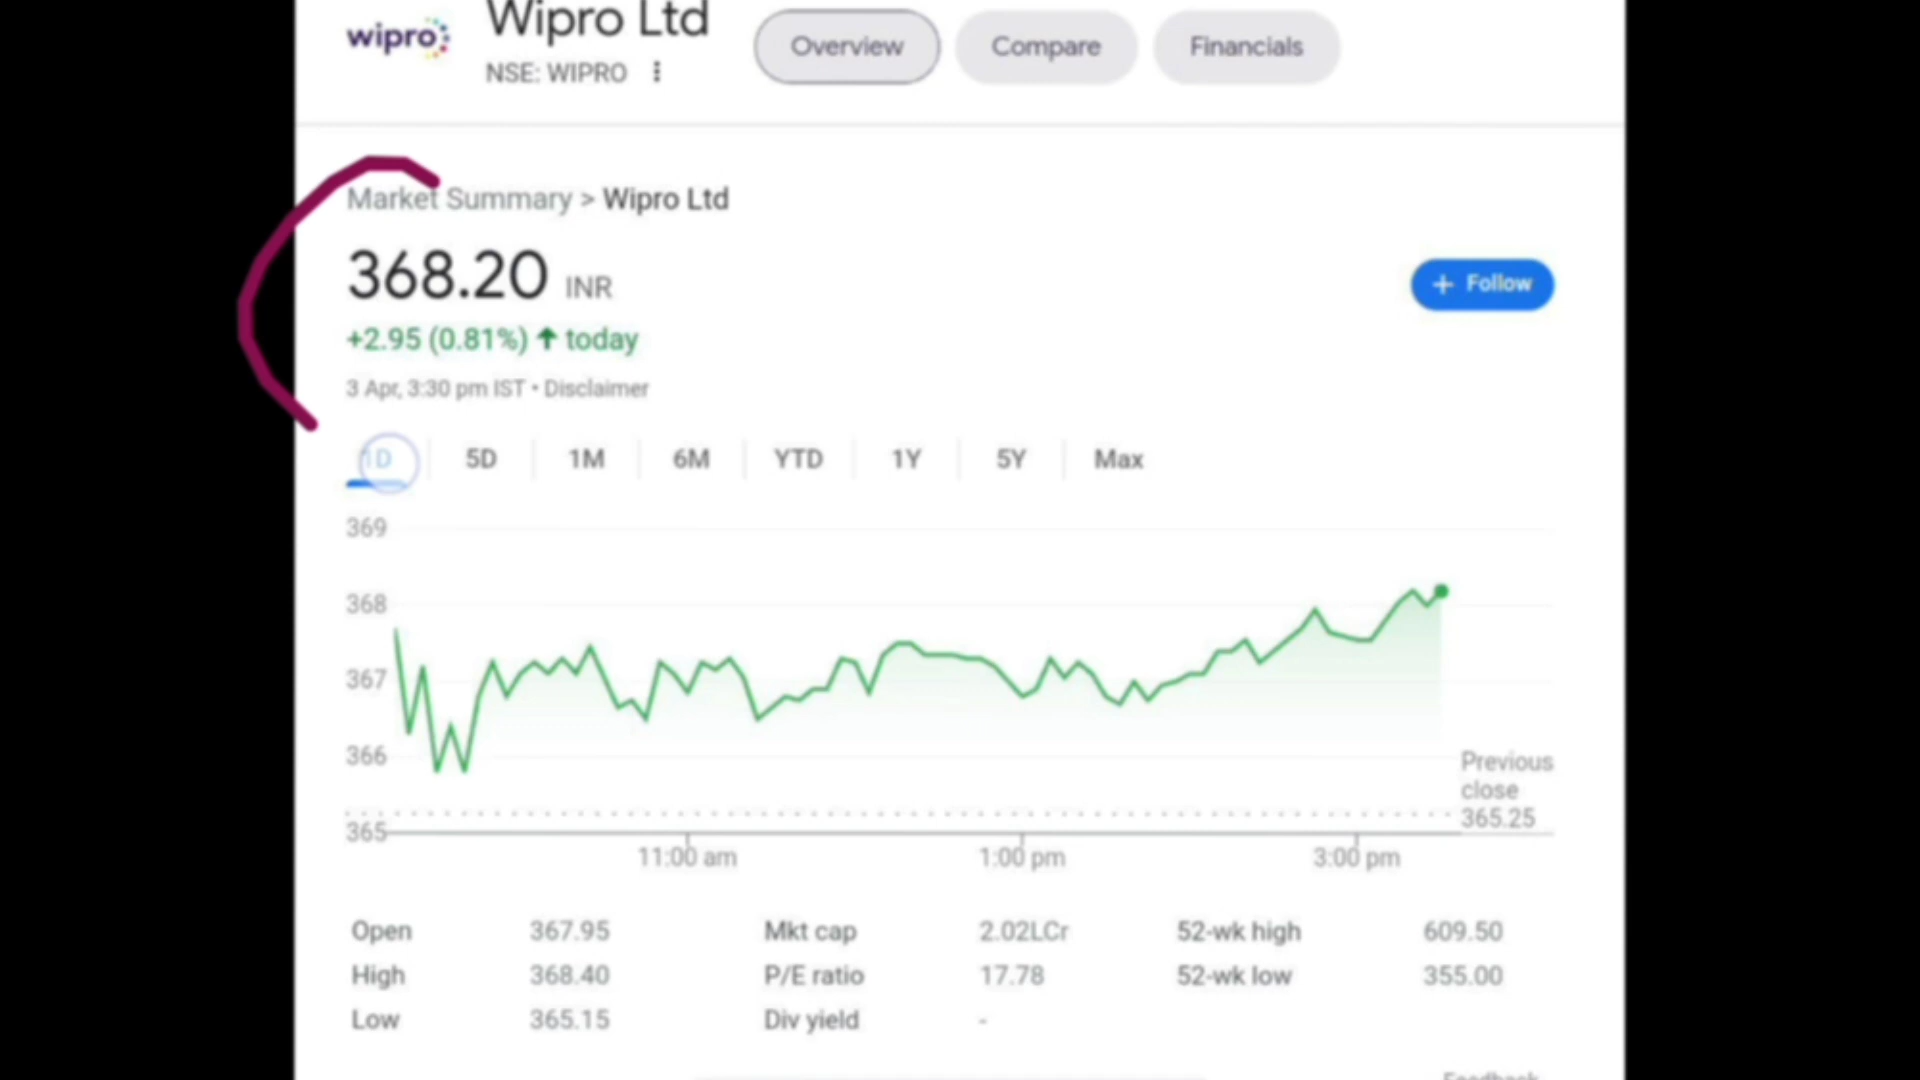 wipro
Wipro Ltd
NSE: WIPRO
Overview
Compare
Financials
Market Summary > Wipro Ltd
368.20 INR
+2.95 (0.81%) ↑ today
3 Apr, 3:30 pm IST • Disclaimer
+ Follow
1D 5D 1M 6M YTD 1Y 5Y Max
369
368
367
366
365
Previous
close
365.25
11:00 am 1:00 pm 3:00 pm
Open 367.95 Mkt cap 2.02LCr 52-wk high 609.50
High 368.40 P/E ratio 17.78 52-wk low 355.00
Low 365.15 Div yield -